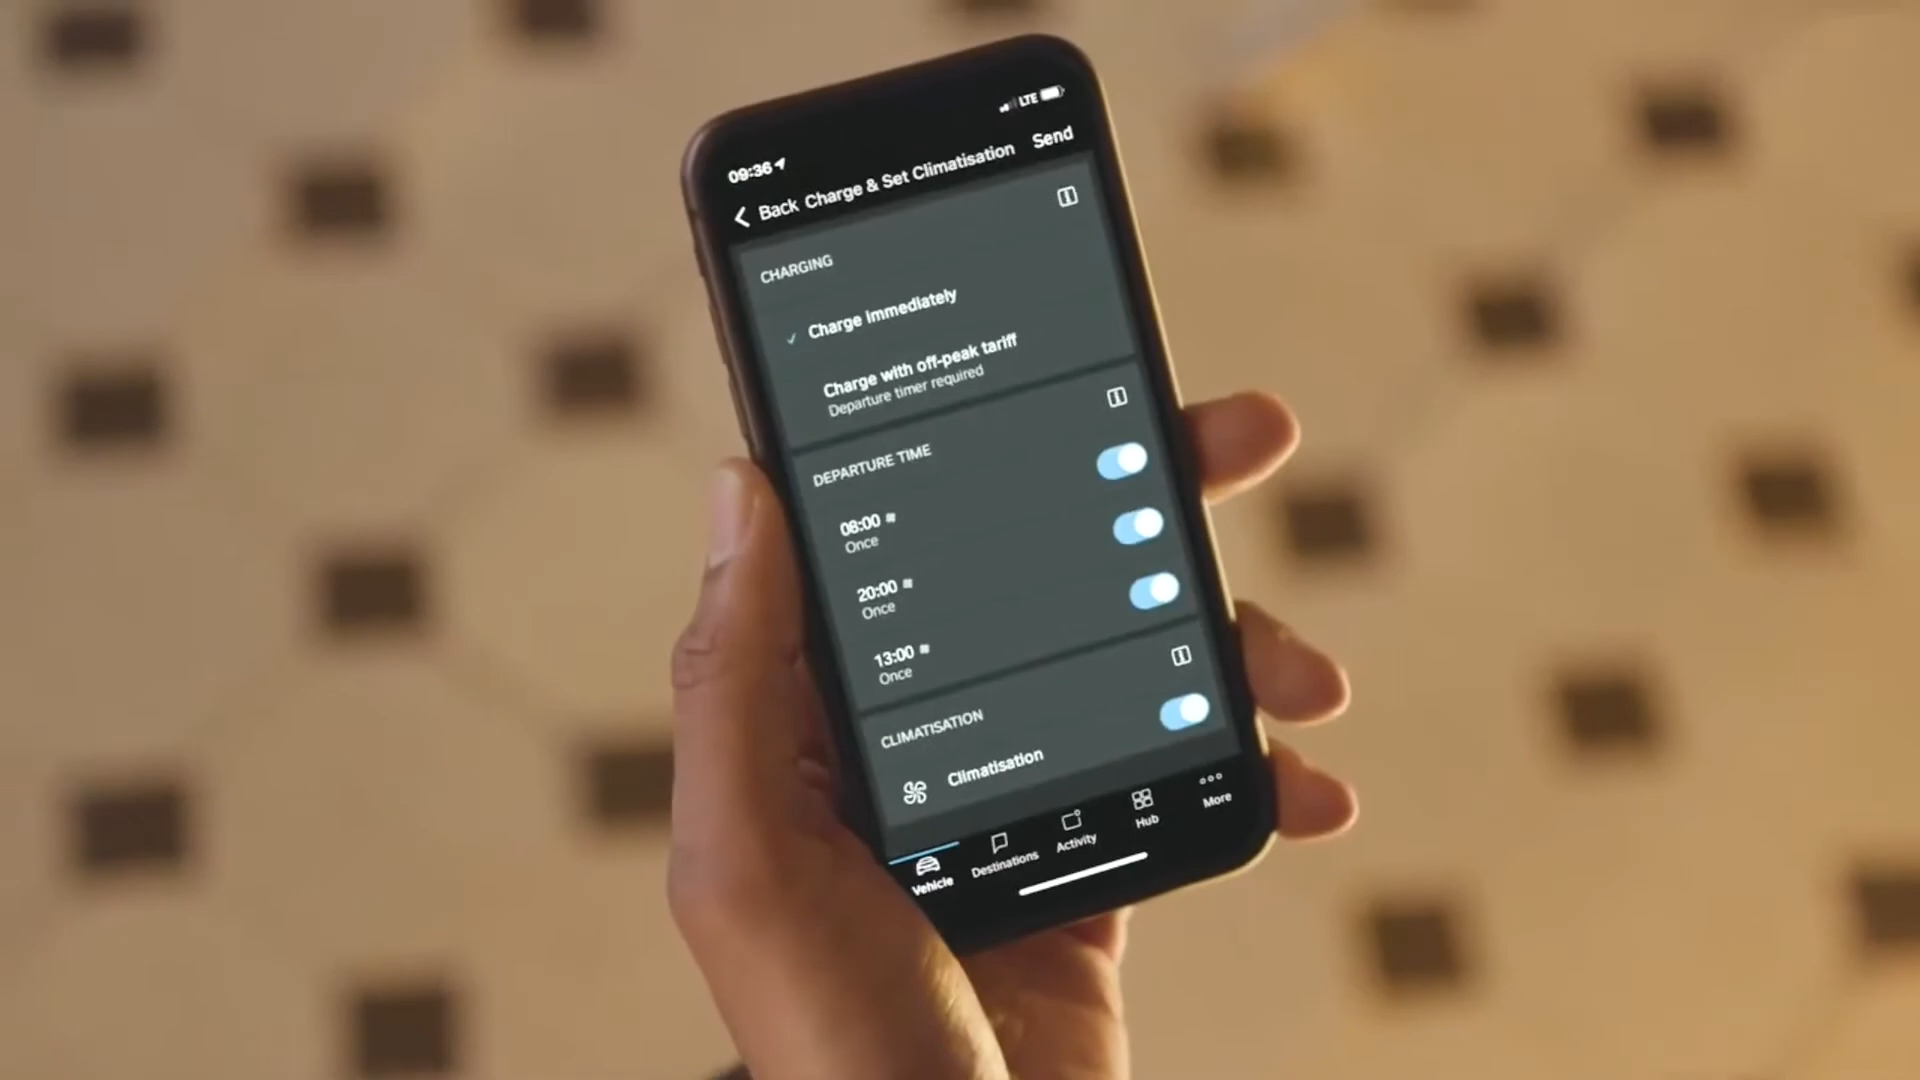 09:36
LTE
Back Charge & Set Climatisation Send
CHARGING
Charge immediately
Charge with off-peak tariff
Departure timer required
DEPARTURE TIME
08:00
Once
20:00
Once
13:00
Once
CLIMATISATION
Climatisation
Vehicle
Destinations
Activity
Hub
More